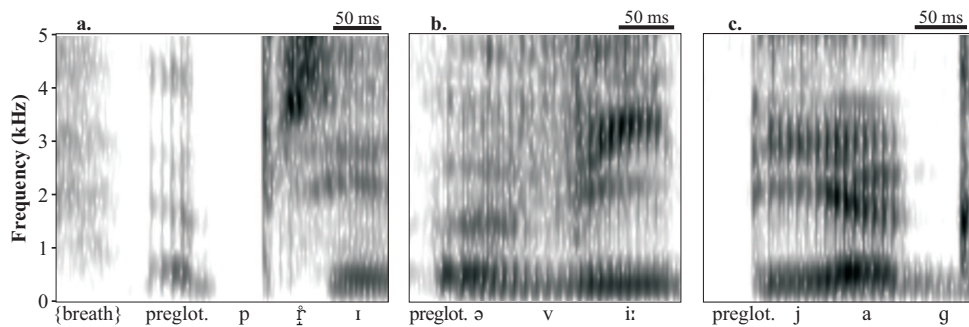 a. 50 ms b. 50 ms c. 50 ms
5
4
3
2
1
0
Frequency (kHz)
{breath} preglot. p r̝̊ ɪ preglot. ə v iː preglot. j a ɡ